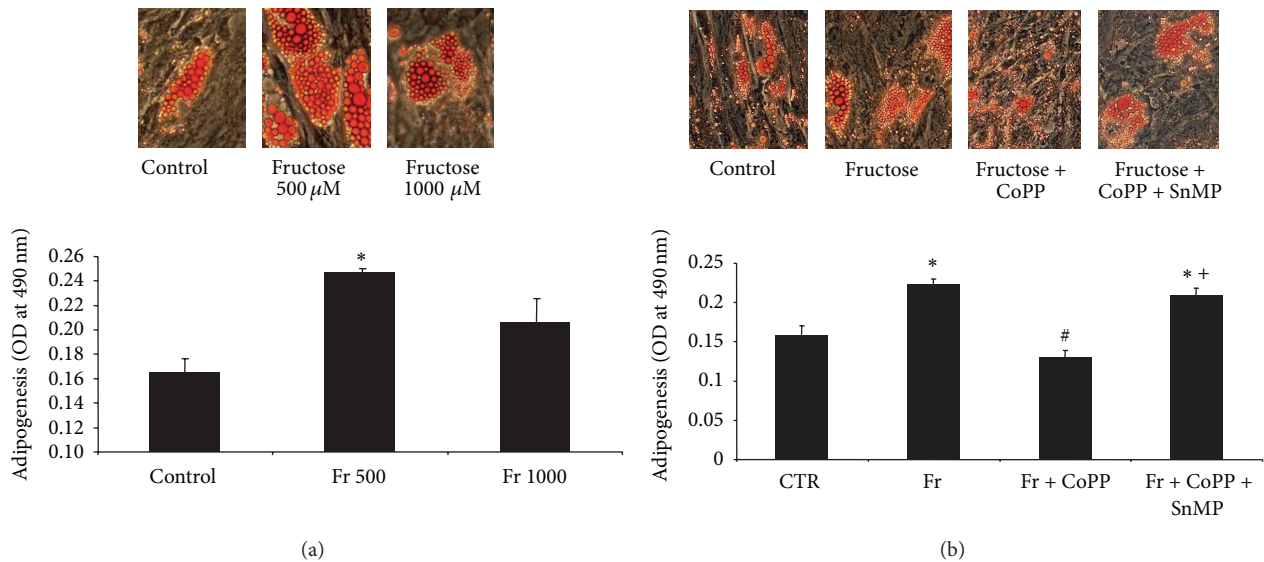 Control
Fructose
500 μM
Fructose
1000 μM
Adipogenesis (OD at 490 nm)
0.26
0.24
0.22
0.20
0.18
0.16
0.14
0.12
0.10
*
Control
Fr 500
Fr 1000
(a)
Control
Fructose
Fructose +
CoPP
Fructose +
CoPP + SnMP
Adipogenesis (OD at 490 nm)
0.25
0.2
0.15
0.1
0.05
0
*
#
* +
CTR
Fr
Fr + CoPP
Fr + CoPP +
SnMP
(b)